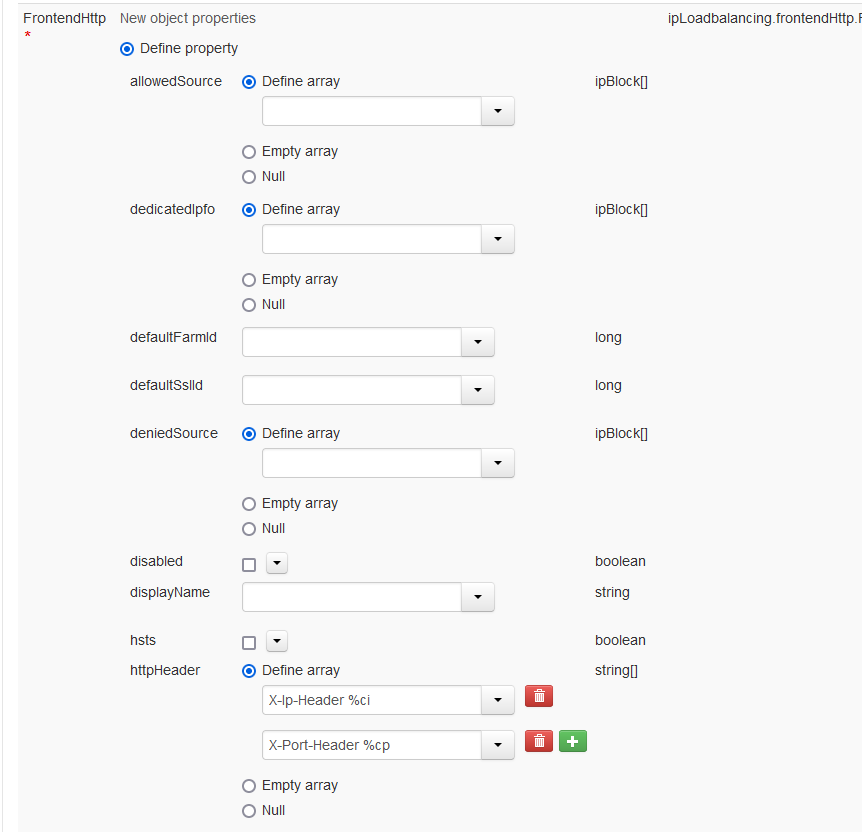 FrontendHttp New object properties ipLoadbalancing.frontendHttp.F
*
Define property
allowedSource Define array ipBlock[]
Empty array
Null
dedicatedIpfo Define array ipBlock[]
Empty array
Null
defaultFarmId long
defaultSslId long
deniedSource Define array ipBlock[]
Empty array
Null
disabled boolean
displayName string
hsts boolean
httpHeader Define array string[]
X-Ip-Header %ci
X-Port-Header %cp
Empty array
Null